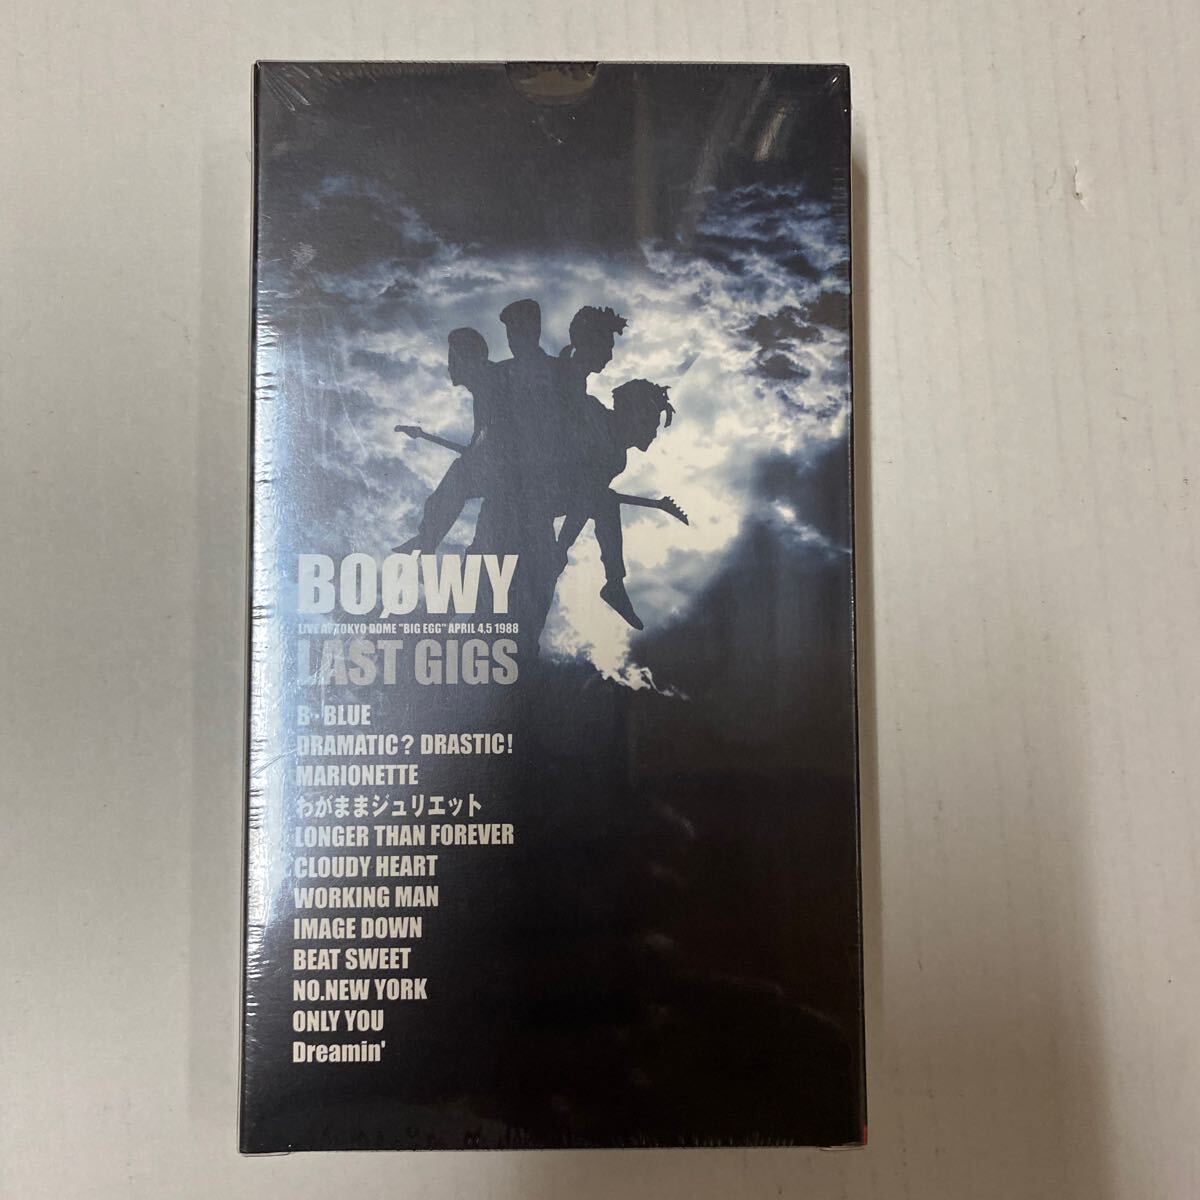 BOØWY
LIVE AT TOKYO DOME "BIG EGG" APRIL 4,5 1988
LAST GIGS
B·BLUE
DRAMATIC? DRASTIC!
MARIONETTE
わがままジュリエット
LONGER THAN FOREVER
CLOUDY HEART
WORKING MAN
IMAGE DOWN
BEAT SWEET
NO.NEW YORK
ONLY YOU
Dreamin'